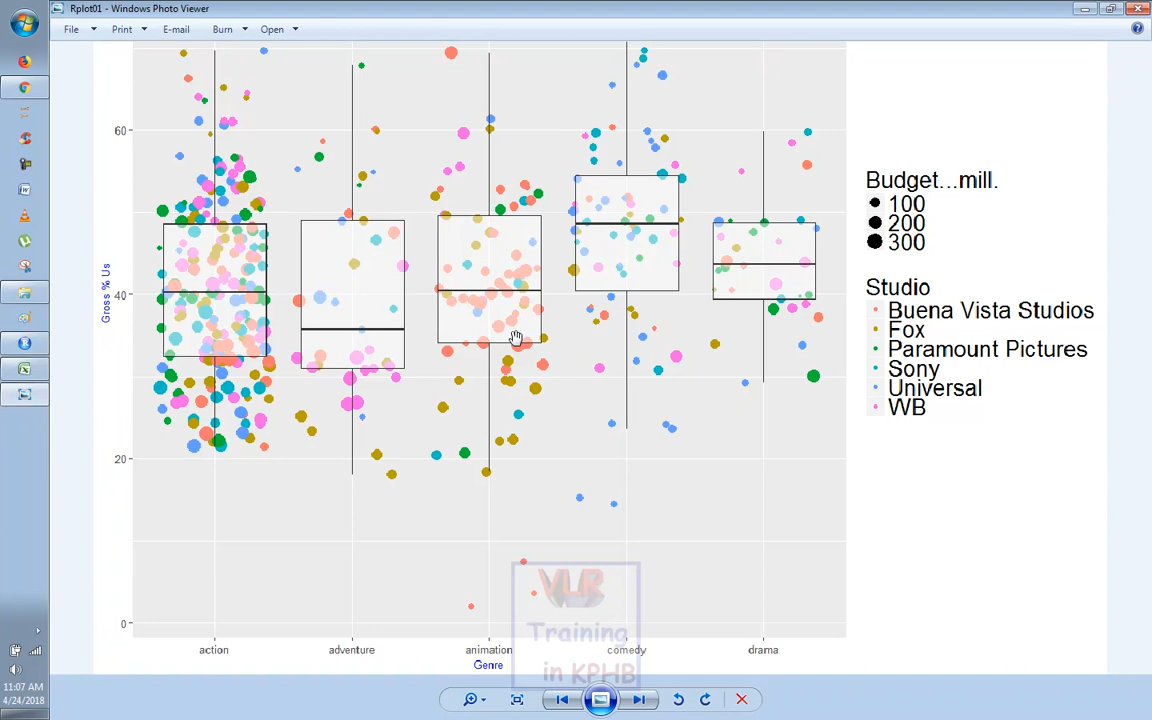 Rplot01 - Windows Photo Viewer
File Print E-mail Burn Open
60
40
20
0
Gross % Us
action adventure animation comedy drama
Genre
Budget...mill.
100
200
300
Studio
Buena Vista Studios
Fox
Paramount Pictures
Sony
Universal
WB
VLR
Training
in KPHB
11:07 AM
4/24/2018